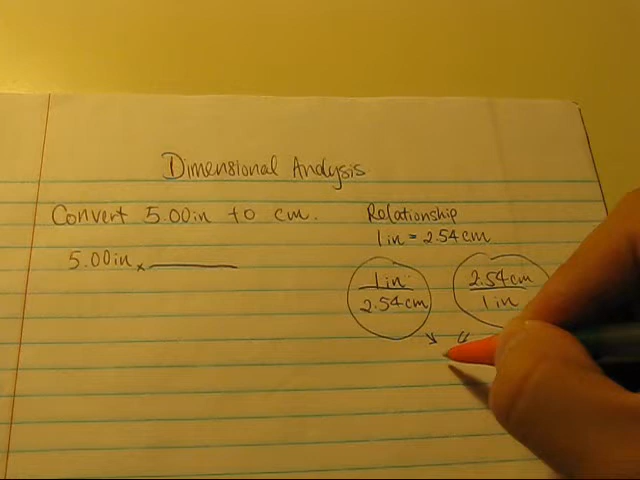 Dimensional Analysis
Convert 5.00in to cm.
5.00in x
Relationship
1in = 2.54cm
1in
2.54cm
2.54cm
1in